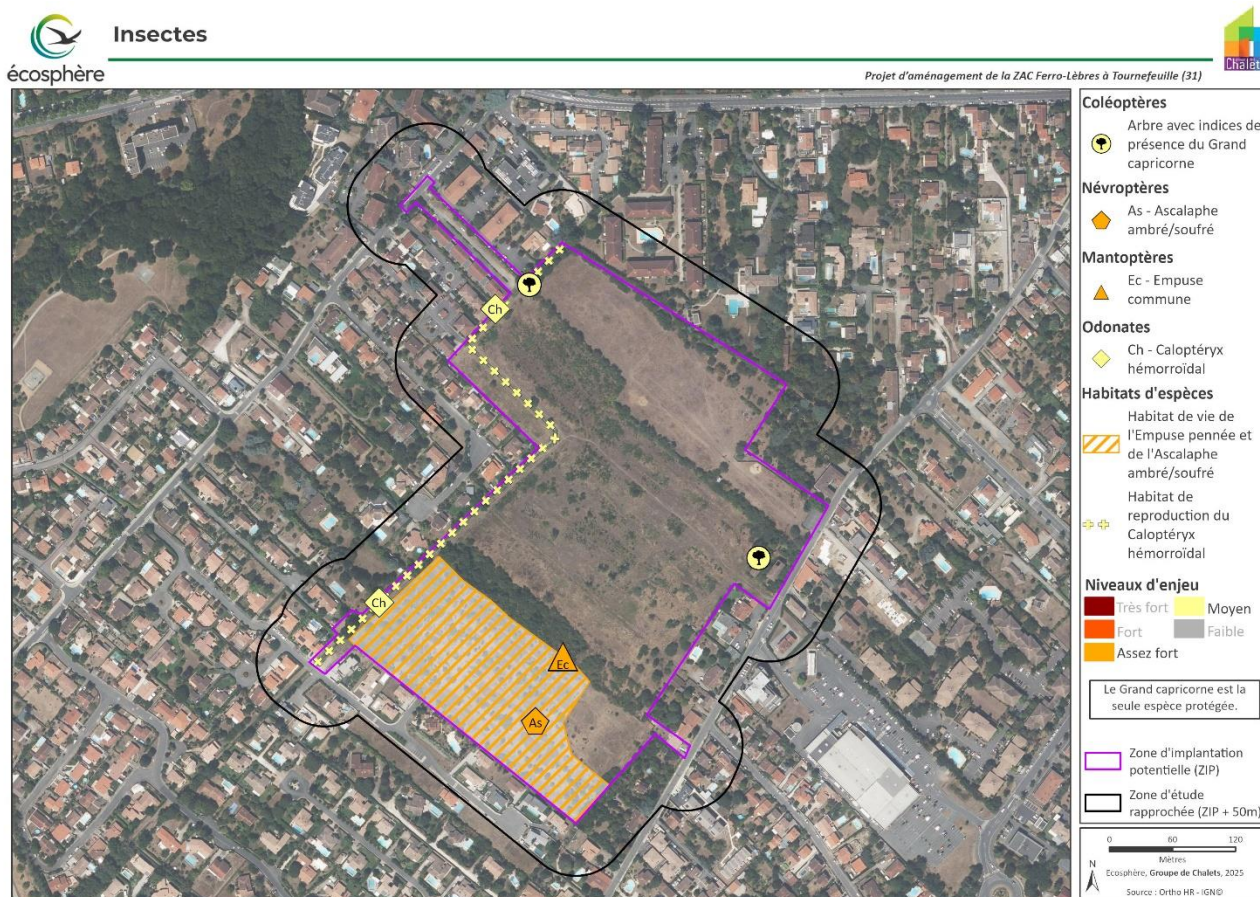 Insectes
écosphère
Chalets
Projet d'aménagement de la ZAC Ferro-Lèbres à Tournefeuille (31)
Ch
Ch
Ec
As
Coléoptères
Arbre avec indices de
présence du Grand
capricorne
Névroptères
As - Ascalaphe
ambré/soufré
Mantoptères
Ec - Empuse
commune
Odonates
Ch - Caloptéryx
hémorroïdal
Habitats d'espèces
Habitat de vie de
l'Empuse pennée et
de l'Ascalaphe
ambré/soufré
Habitat de
reproduction du
Caloptéryx
hémorroïdal
Niveaux d'enjeu
Très fort
Moyen
Fort
Faible
Assez fort
Le Grand capricorne est la
seule espèce protégée.
Zone d'implantation
potentielle (ZIP)
Zone d'étude
rapprochée (ZIP + 50m)
0 60 120
Mètres
N
Ecosphère, Groupe de Chalets, 2025
Source : Ortho HR - IGN©